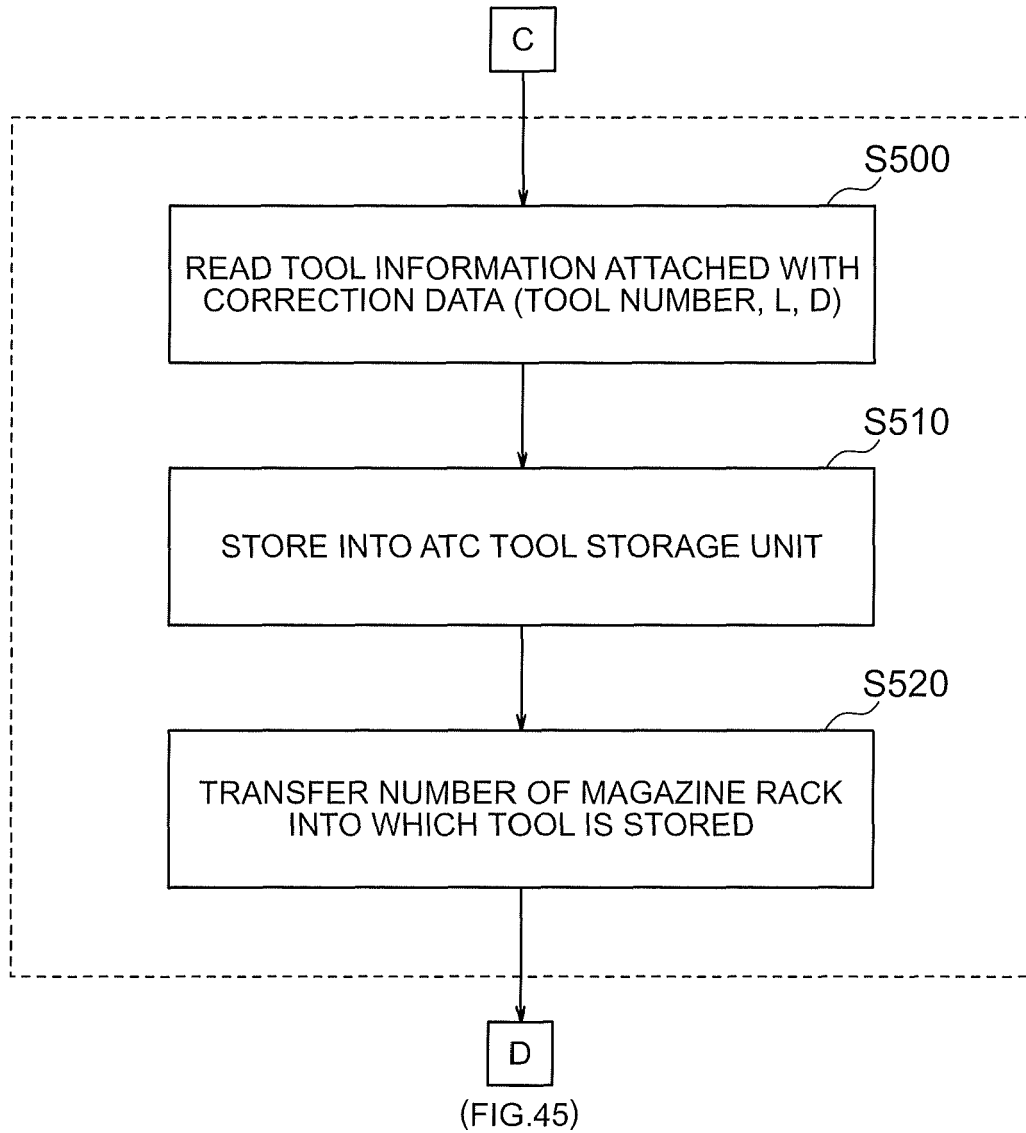 C
S500
READ TOOL INFORMATION ATTACHED WITH
CORRECTION DATA (TOOL NUMBER, L, D)
S510
STORE INTO ATC TOOL STORAGE UNIT
S520
TRANSFER NUMBER OF MAGAZINE RACK
INTO WHICH TOOL IS STORED
D
(FIG.45)